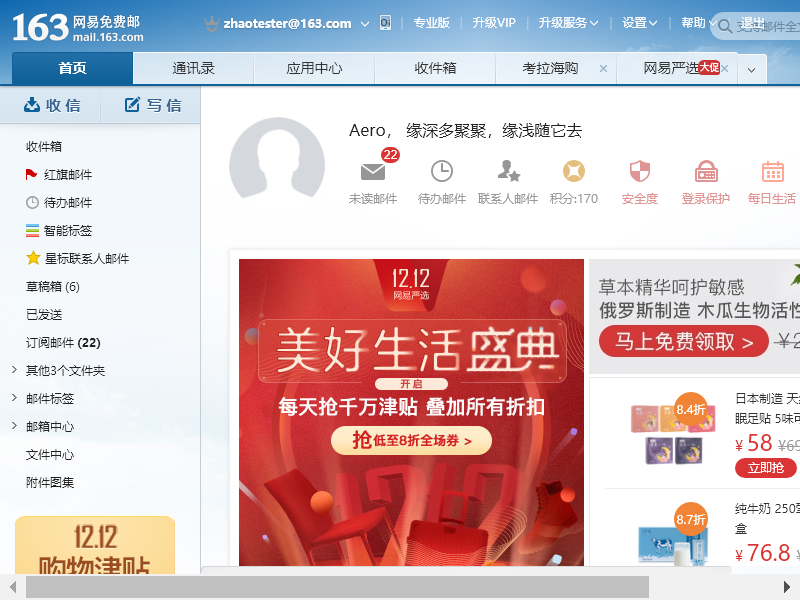 163 网易免费邮
mail.163.com
zhaotester@163.com
专业版
升级VIP
升级服务
设置
帮助
退出
支持邮件全文
首页
通讯录
应用中心
收件箱
考拉海购
网易严选
大促
收 信
写 信
收件箱
红旗邮件
待办邮件
智能标签
星标联系人邮件
草稿箱 (6)
已发送
订阅邮件 (22)
其他3个文件夹
邮件标签
邮箱中心
文件中心
附件图集
12.12
购物津贴
Aero， 缘深多聚聚，缘浅随它去
22
未读邮件
待办邮件
联系人邮件
积分:170
安全度
登录保护
每日生活
12.12
网易严选
美好生活盛典
开启
每天抢千万津贴 叠加所有折扣
抢低至8折全场券 >
草本精华呵护敏感
俄罗斯制造 木瓜生物活性
马上免费领取 >
¥2
8.4折
日本制造 天
眠足贴 5味可
¥ 58 ¥69
立即抢
8.7折
纯牛奶 250
盒
¥ 76.8